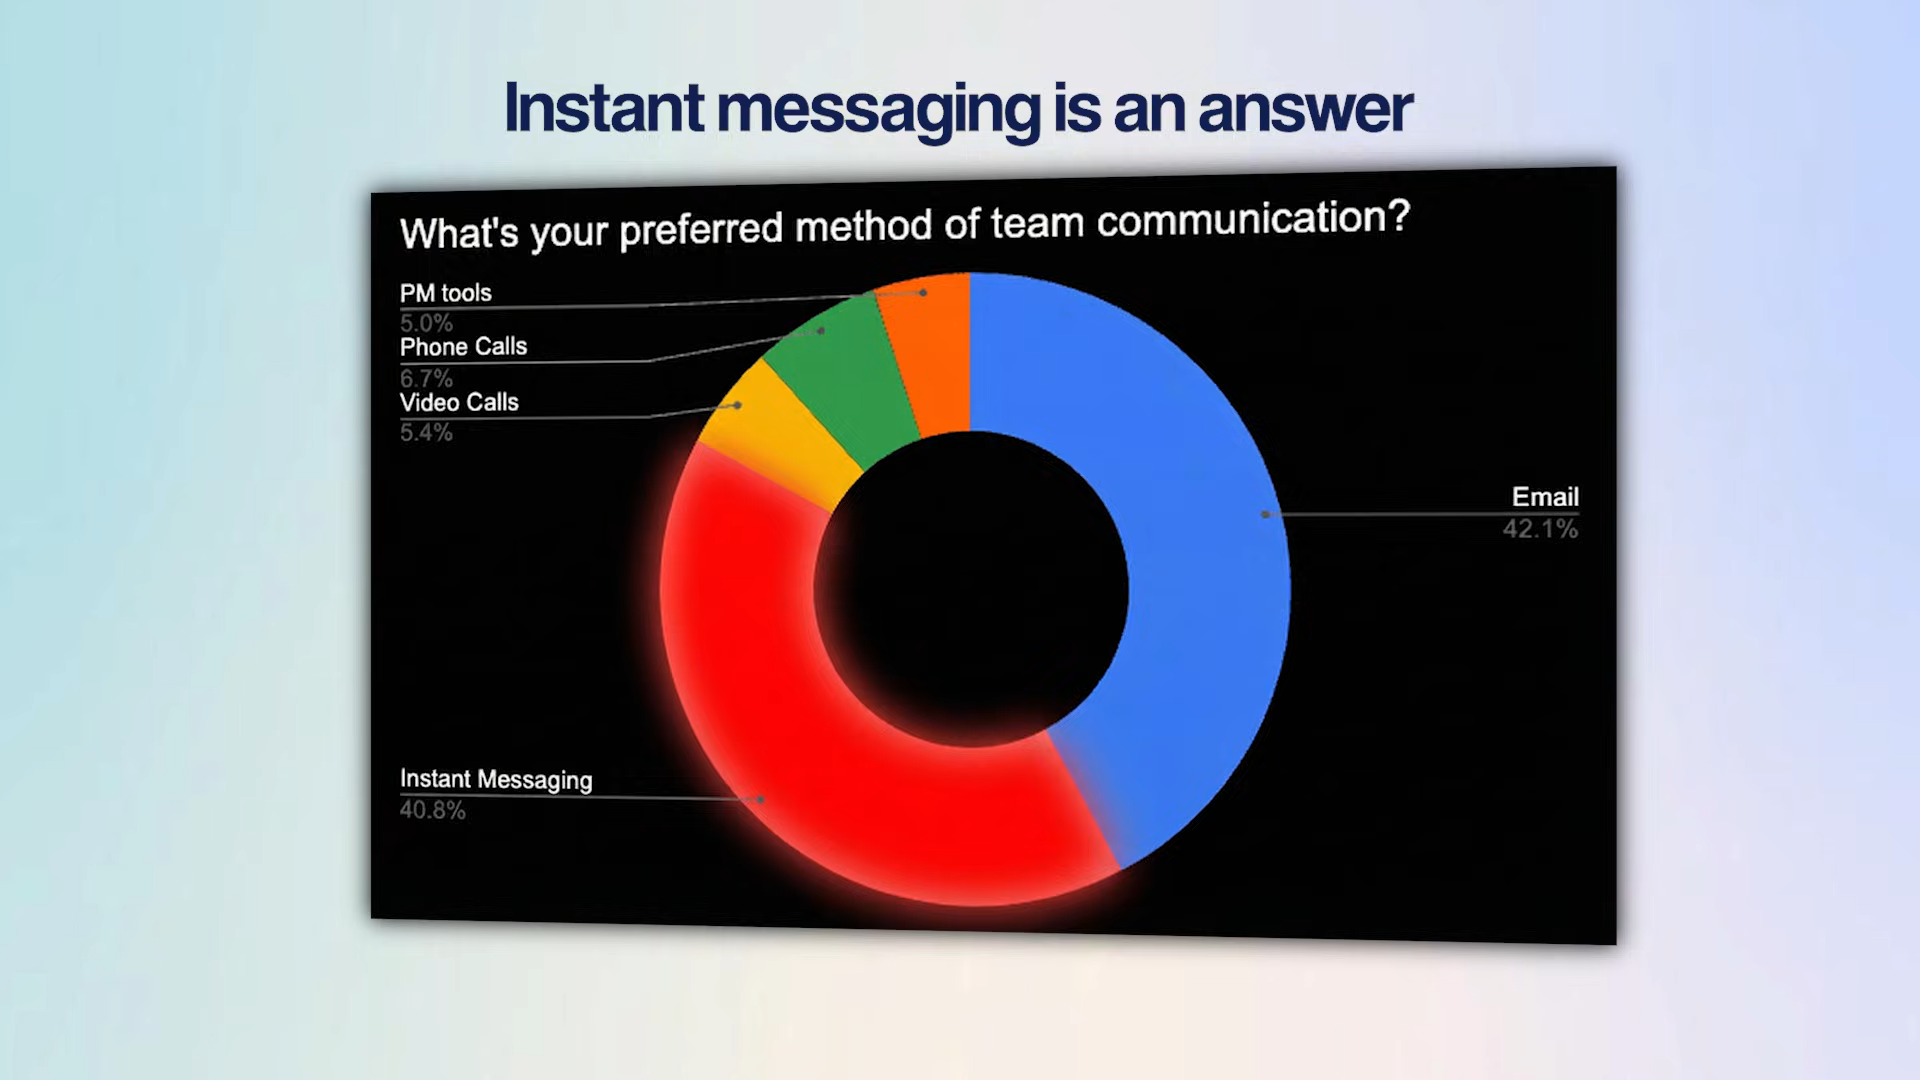 Instant messaging is an answer
What's your preferred method of team communication?
PM tools
5.0%
Phone Calls
6.7%
Video Calls
5.4%
Email
42.1%
Instant Messaging
40.8%